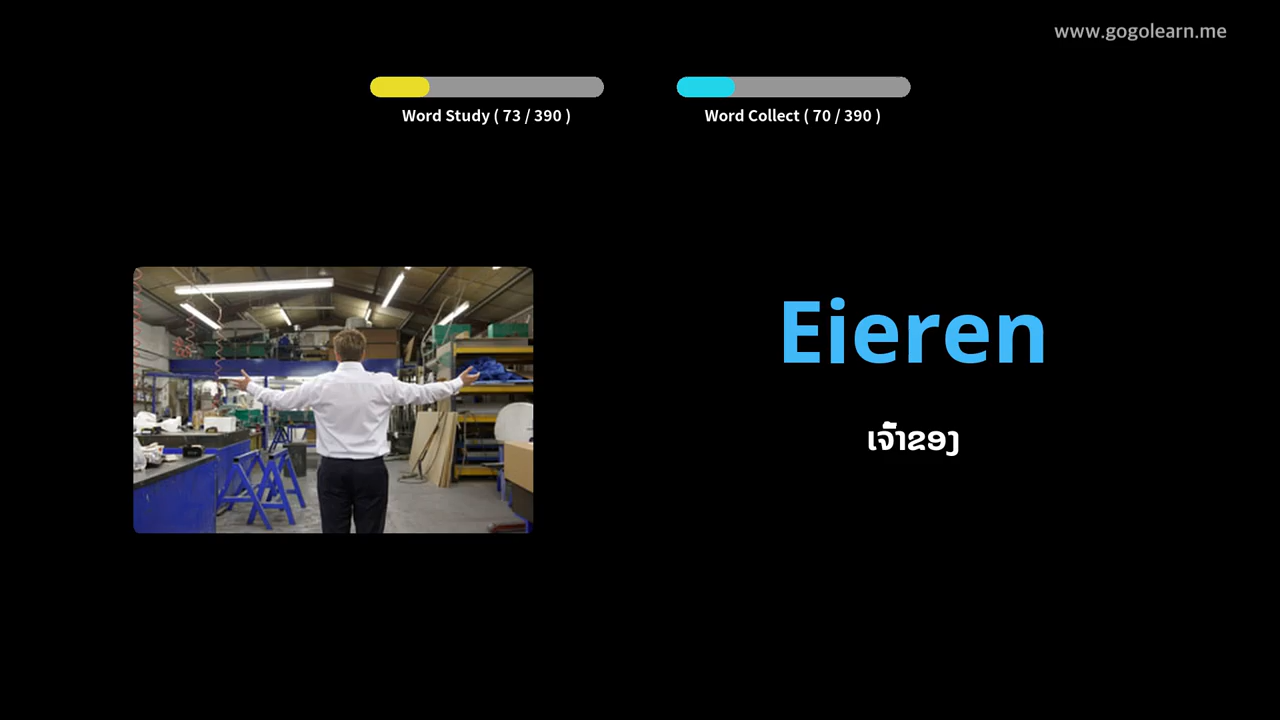 www.gogolearn.me
Word Study ( 73 / 390 )
Word Collect ( 70 / 390 )
Eieren
ເຈົ້າຂອງ